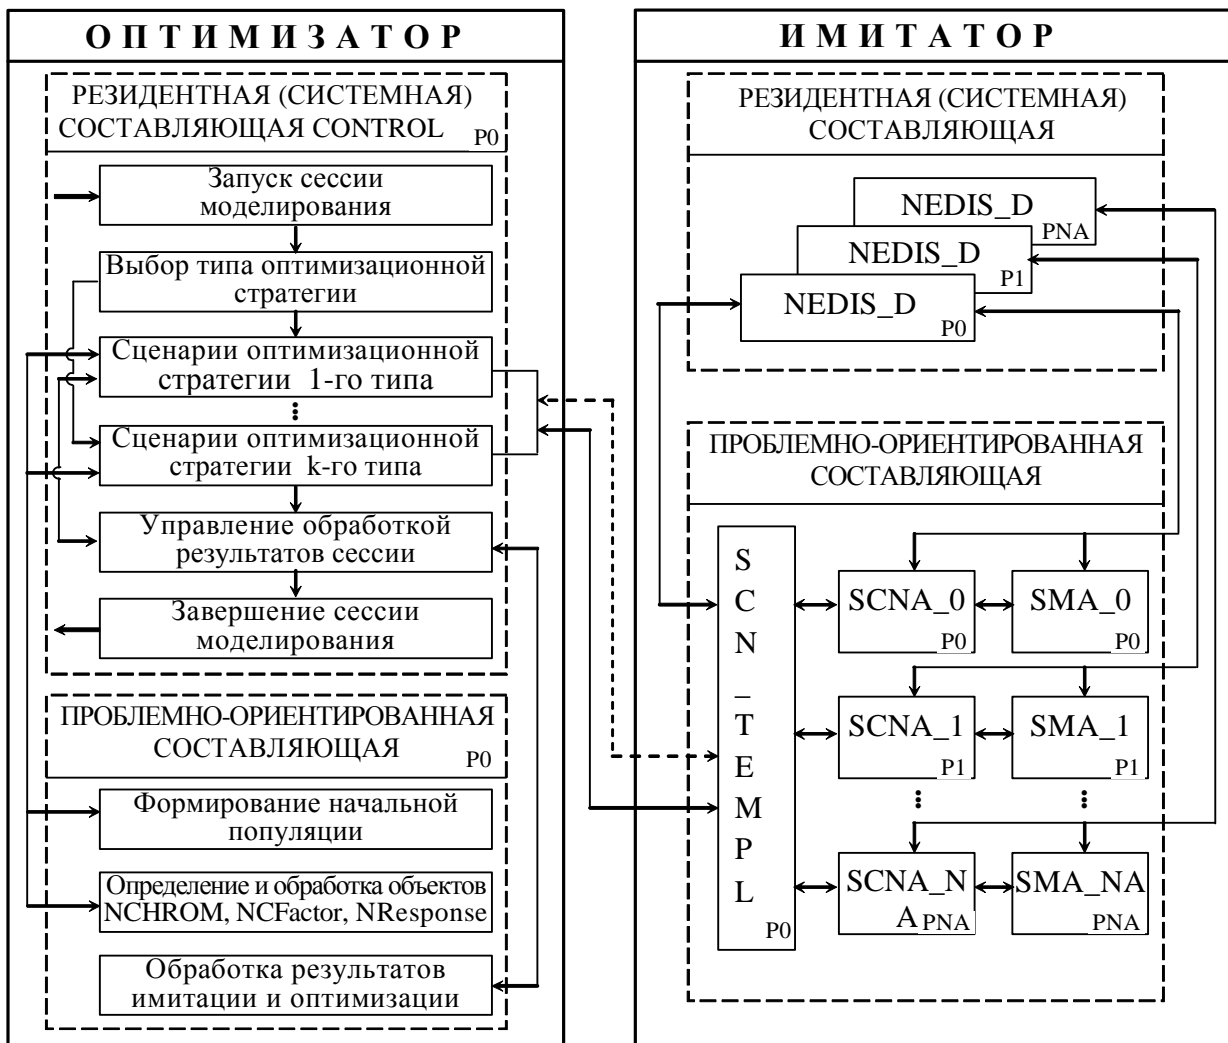 ОПТИМИЗАТОР
РЕЗИДЕНТНАЯ (СИСТЕМНАЯ)
СОСТАВЛЯЮЩАЯ CONTROL
P0
Запуск сессии
моделирования
Выбор типа оптимизационной
стратегии
Сценарии оптимизационной
стратегии 1-го типа
Сценарии оптимизационной
стратегии k-го типа
Управление обработкой
результатов сессии
Завершение сессии
моделирования
ПРОБЛЕМНО-ОРИЕНТИРОВАННАЯ
СОСТАВЛЯЮЩАЯ
P0
Формирование начальной
популяции
Определение и обработка объектов
NCHROM, NCFactor, NResponse
Обработка результатов
имитации и оптимизации
ИМИТАТОР
РЕЗИДЕНТНАЯ (СИСТЕМНАЯ)
СОСТАВЛЯЮЩАЯ
NEDIS_D
PNA
NEDIS_D
P1
NEDIS_D
P0
ПРОБЛЕМНО-ОРИЕНТИРОВАННАЯ
СОСТАВЛЯЮЩАЯ
S
C
N
_
T
E
M
P
L
P0
SCNA_0
P0
SMA_0
P0
SCNA_1
P1
SMA_1
P1
SCNA_N
A
PNA
SMA_NA
PNA